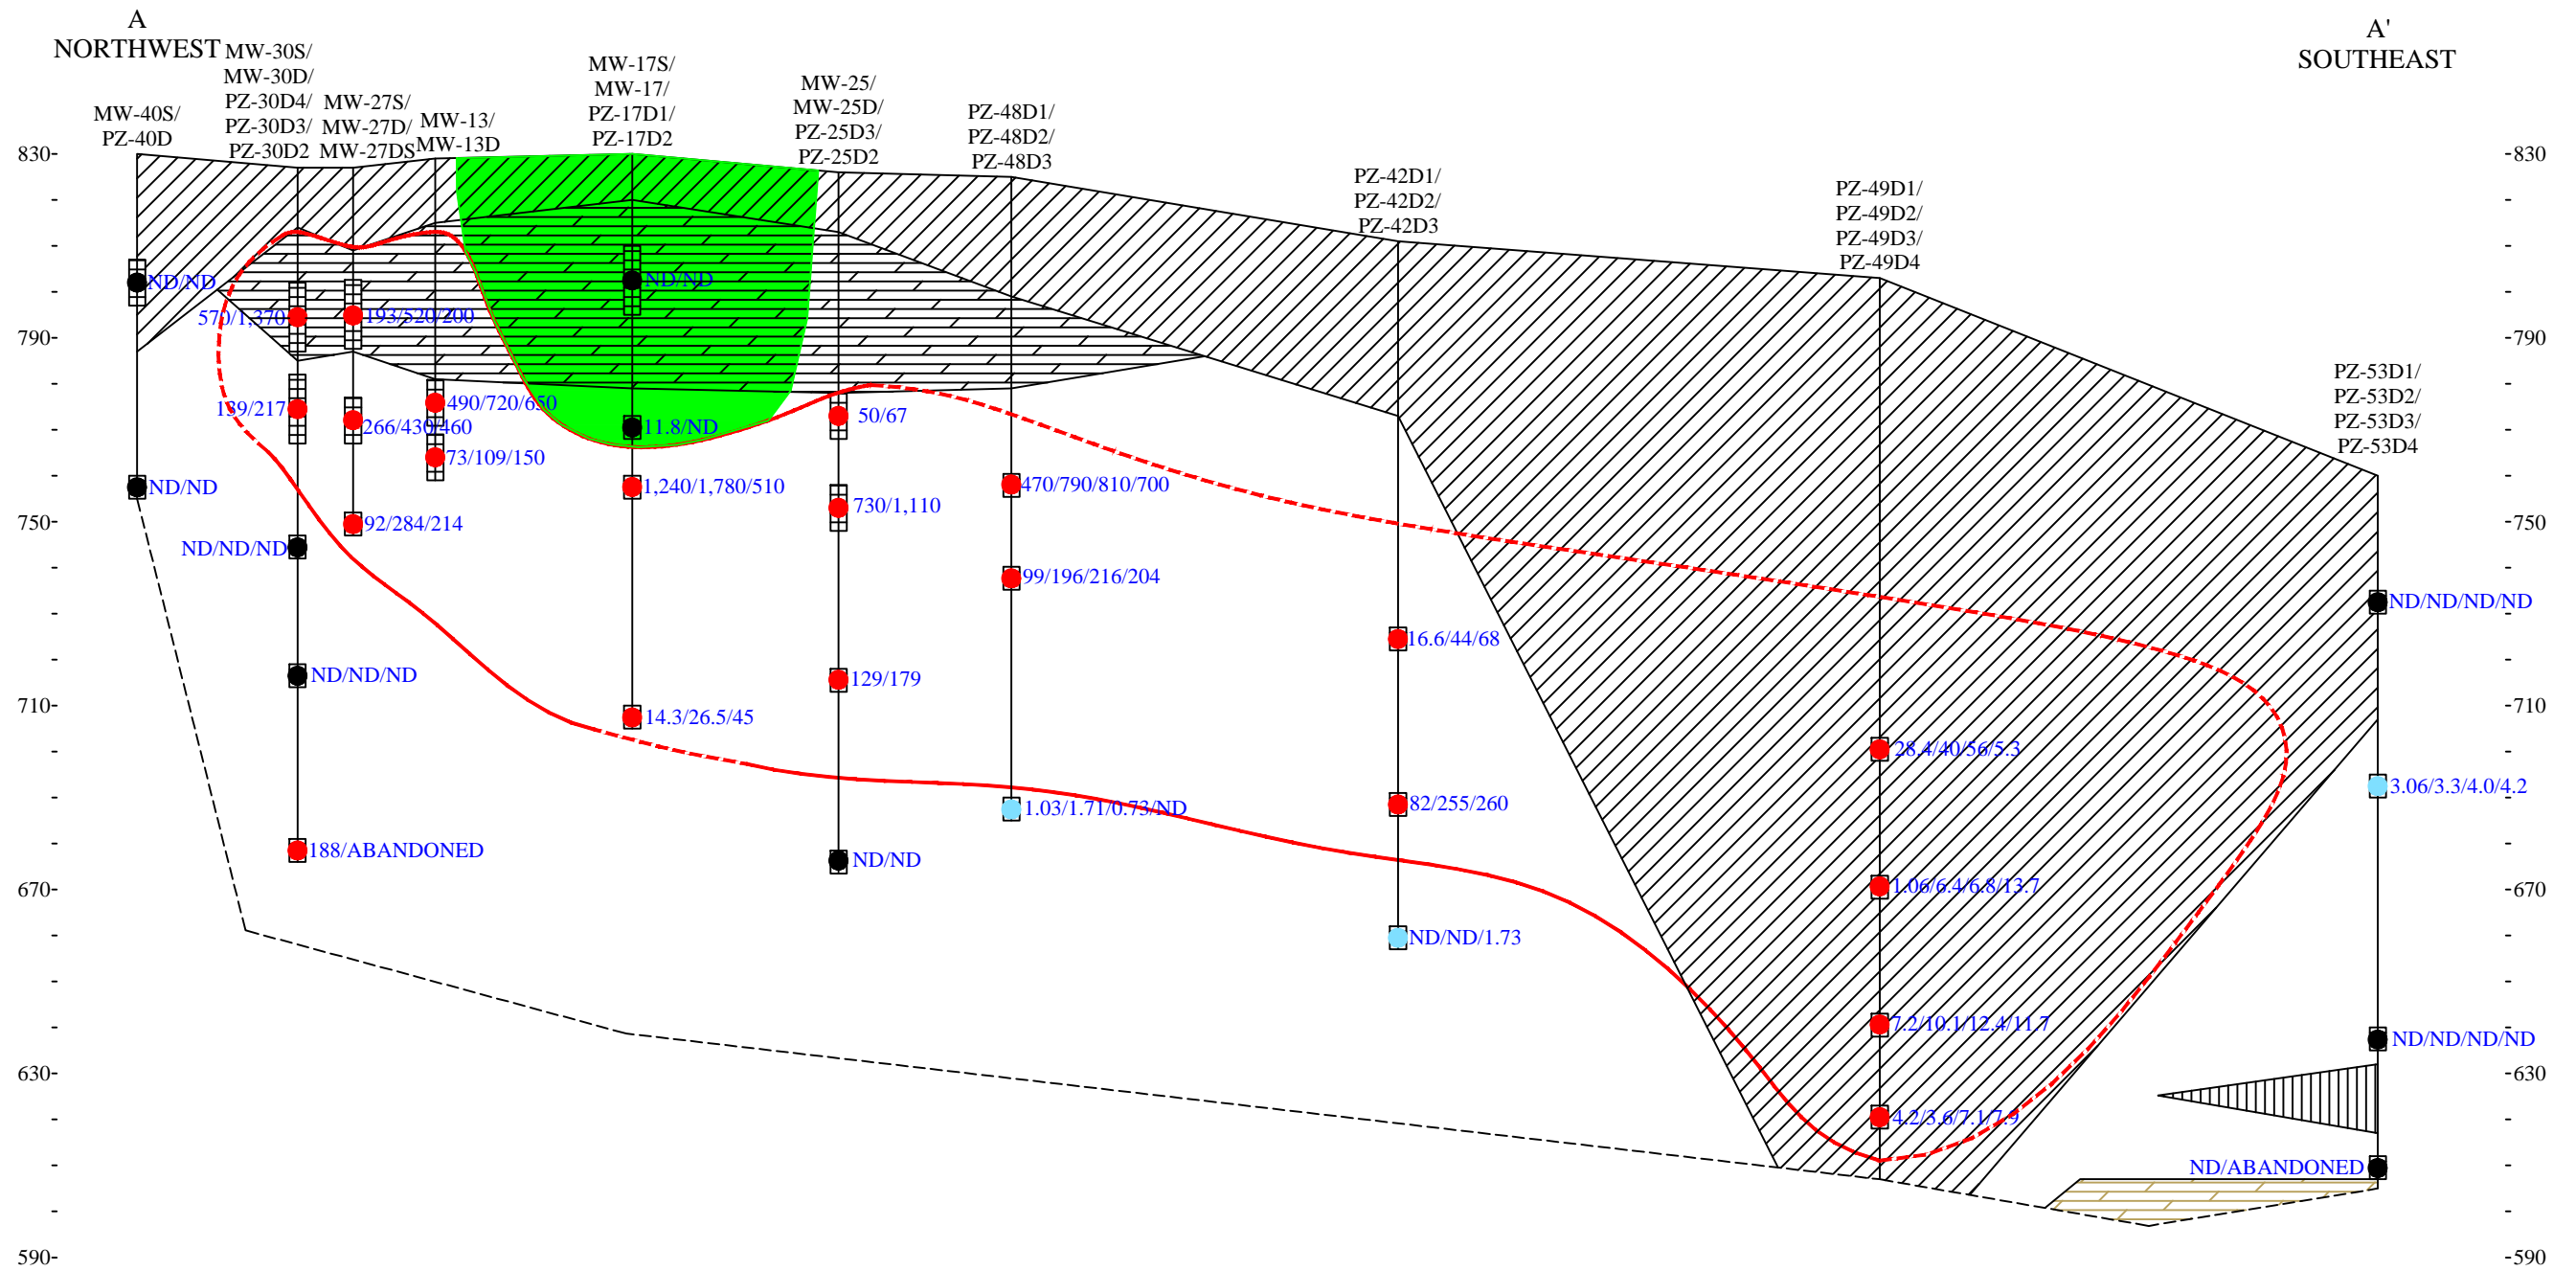 A
NORTHWEST
A'
SOUTHEAST
MW-40S/
PZ-40D
MW-30S/
MW-30D/
PZ-30D4/
PZ-30D3/
PZ-30D2
MW-27S/
MW-27D/
MW-27DS
MW-13/
MW-13D
MW-17S/
MW-17/
PZ-17D1/
PZ-17D2
MW-25/
MW-25D/
PZ-25D3/
PZ-25D2
PZ-48D1/
PZ-48D2/
PZ-48D3
PZ-42D1/
PZ-42D2/
PZ-42D3
PZ-49D1/
PZ-49D2/
PZ-49D3/
PZ-49D4
PZ-53D1/
PZ-53D2/
PZ-53D3/
PZ-53D4
830-
790-
750-
710-
670-
630-
590-
-830
-790
-750
-710
-670
-630
-590
ND/ND
ND/ND
570/1,370
139/217
ND/ND/ND
ND/ND/ND
188/ABANDONED
193/520/200
266/430/460
92/284/214
490/720/650
73/109/150
ND/ND
11.8/ND
1,240/1,780/510
14.3/26.5/45
50/67
730/1,110
129/179
ND/ND
470/790/810/700
99/196/216/204
1.03/1.71/0.73/ND
16.6/44/68
82/255/260
ND/ND/1.73
28.4/40/56/5.3
1.06/6.4/6.8/13.7
7.2/10.1/12.4/11.7
4.2/3.6/7.1/7.9
ND/ND/ND/ND
3.06/3.3/4.0/4.2
ND/ND/ND/ND
ND/ABANDONED